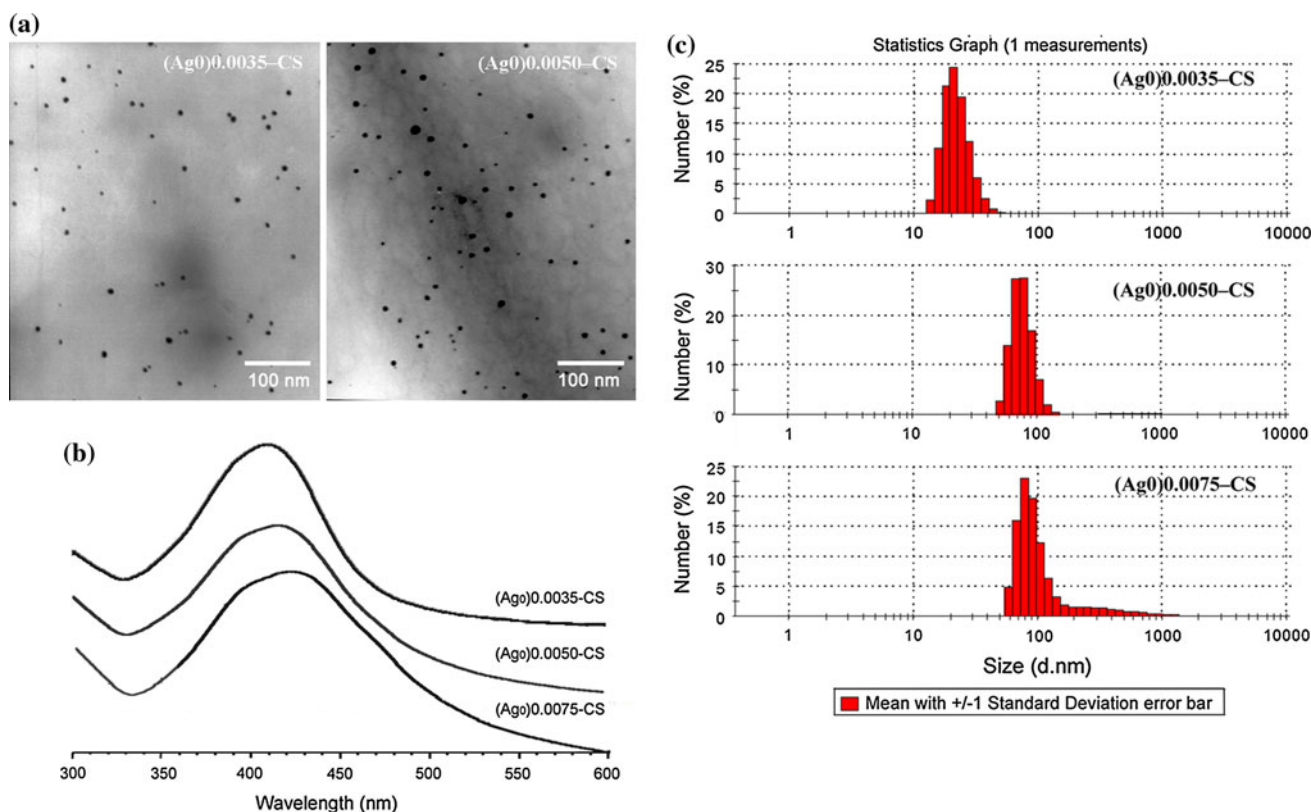 (a)
(Ag0)0.0035–CS
(Ag0)0.0050–CS
100 nm
100 nm
(b)
(Ag0)0.0035-CS
(Ag0)0.0050-CS
(Ag0)0.0075-CS
300 350 400 450 500 550 600
Wavelength (nm)
(c)
Statistics Graph (1 measurements)
(Ag0)0.0035–CS
Number (%)
25
20
15
10
5
0
1 10 100 1000 10000
(Ag0)0.0050–CS
Number (%)
30
20
10
0
1 10 100 1000 10000
(Ag0)0.0075–CS
Number (%)
25
20
15
10
5
0
1 10 100 1000 10000
Size (d.nm)
Mean with +/-1 Standard Deviation error bar